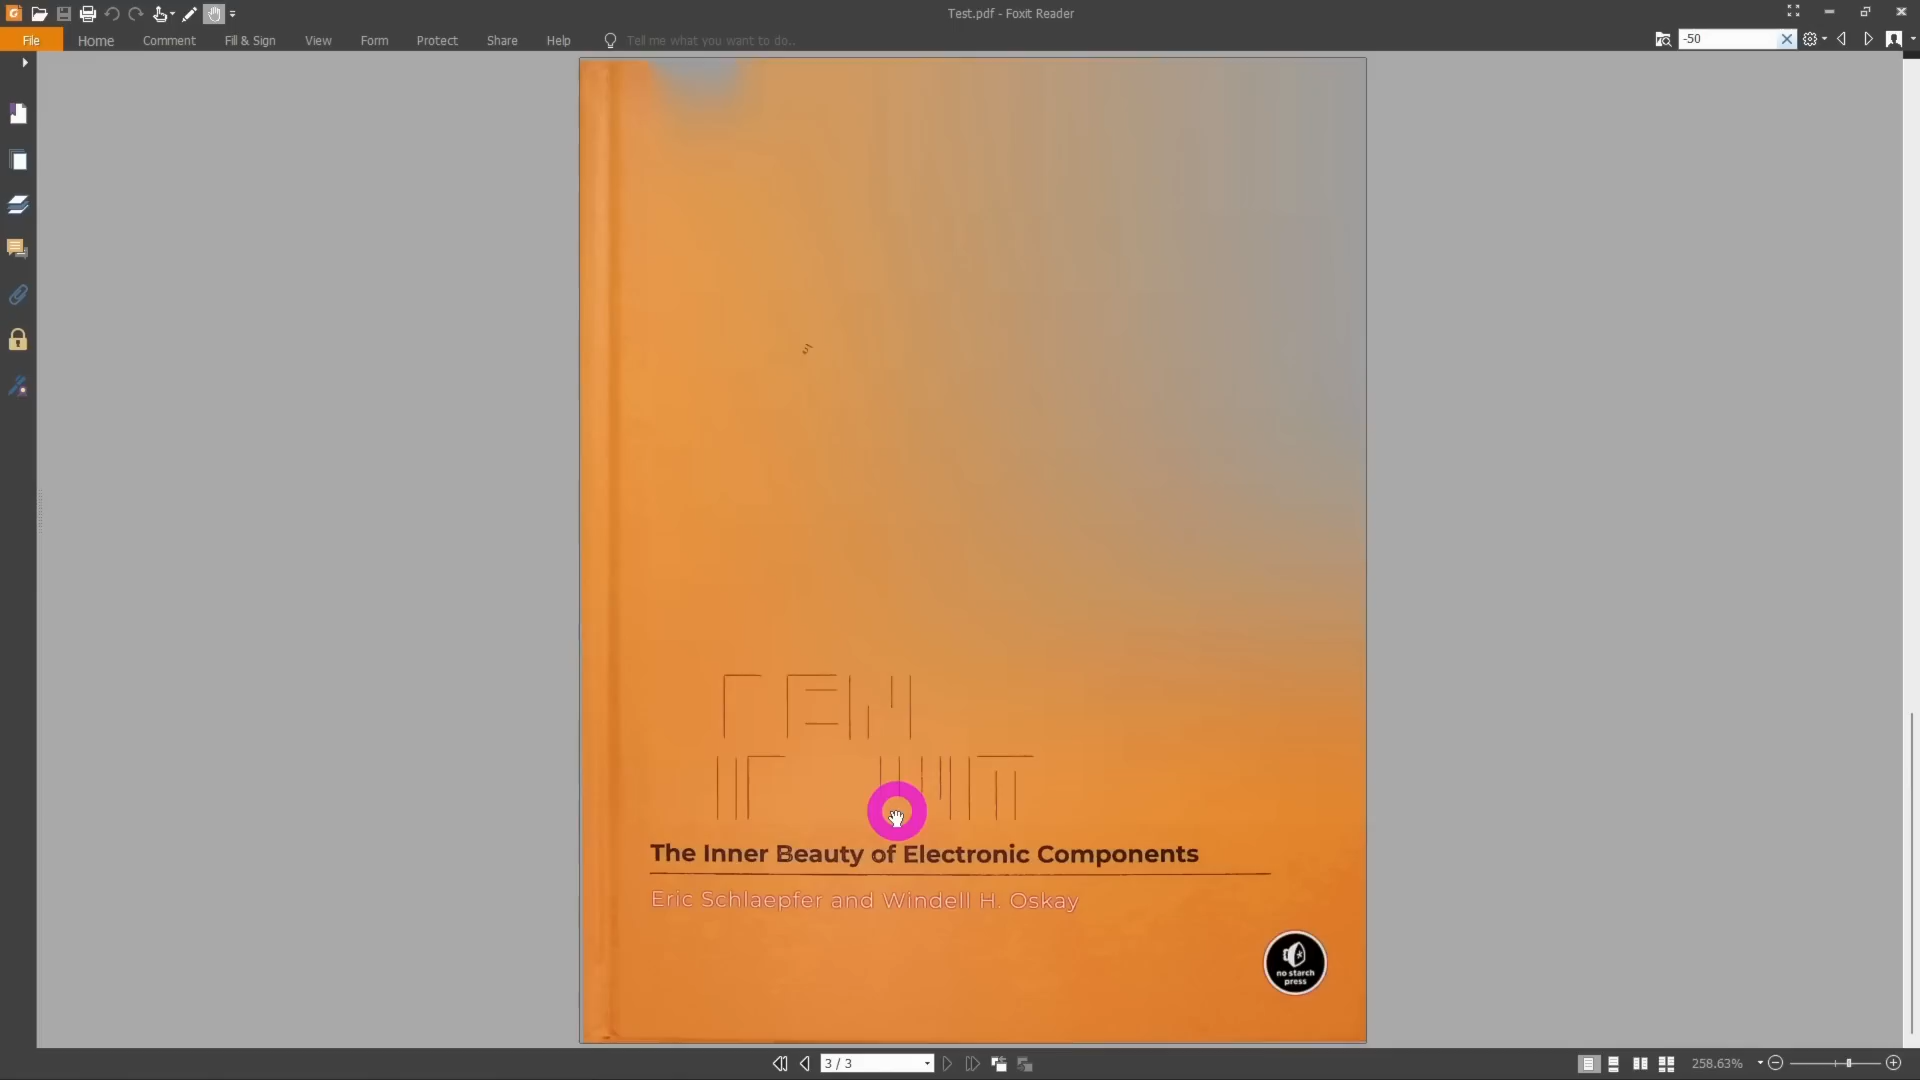 Test.pdf - Foxit Reader
File Home Comment Fill & Sign View Form Protect Share Help Tell me what you want to do..
-50
The Inner Beauty of Electronic Components
Eric Schlaepfer and Windell H. Oskay
no starch
press
3 / 3
258.63%